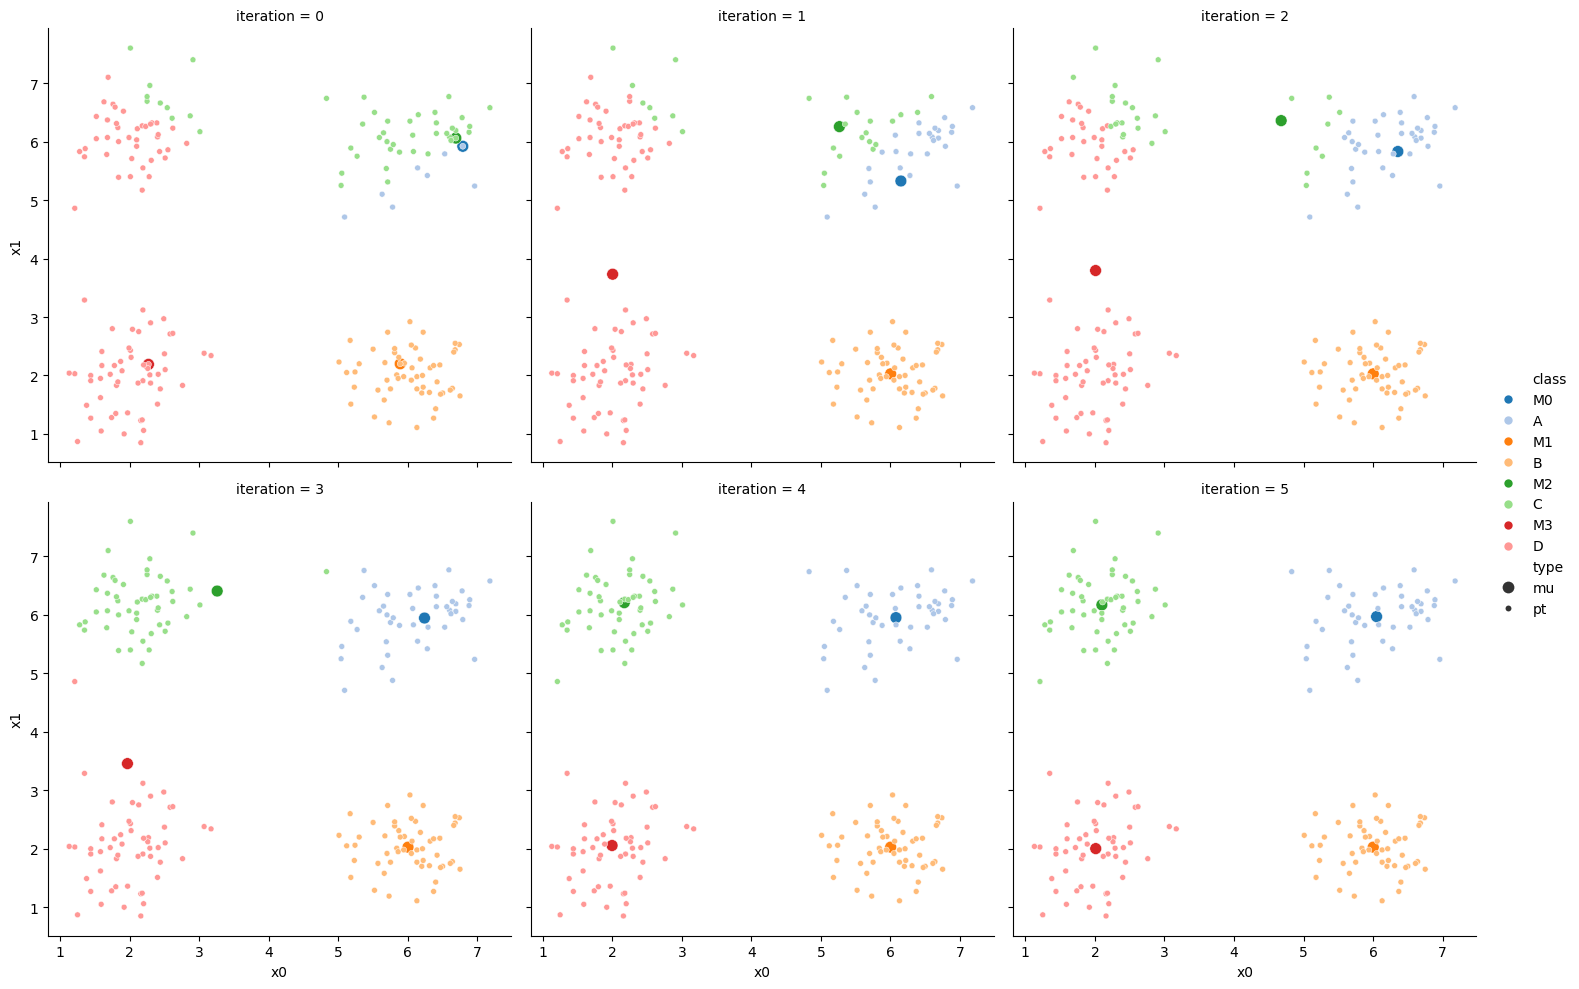 iteration = 0
iteration = 1
iteration = 2
x1
7
6
5
4
3
2
1
iteration = 3
iteration = 4
iteration = 5
x1
7
6
5
4
3
2
1
1 2 3 4 5 6 7
1 2 3 4 5 6 7
1 2 3 4 5 6 7
x0
x0
x0
class
M0
A
M1
B
M2
C
M3
D
type
mu
pt